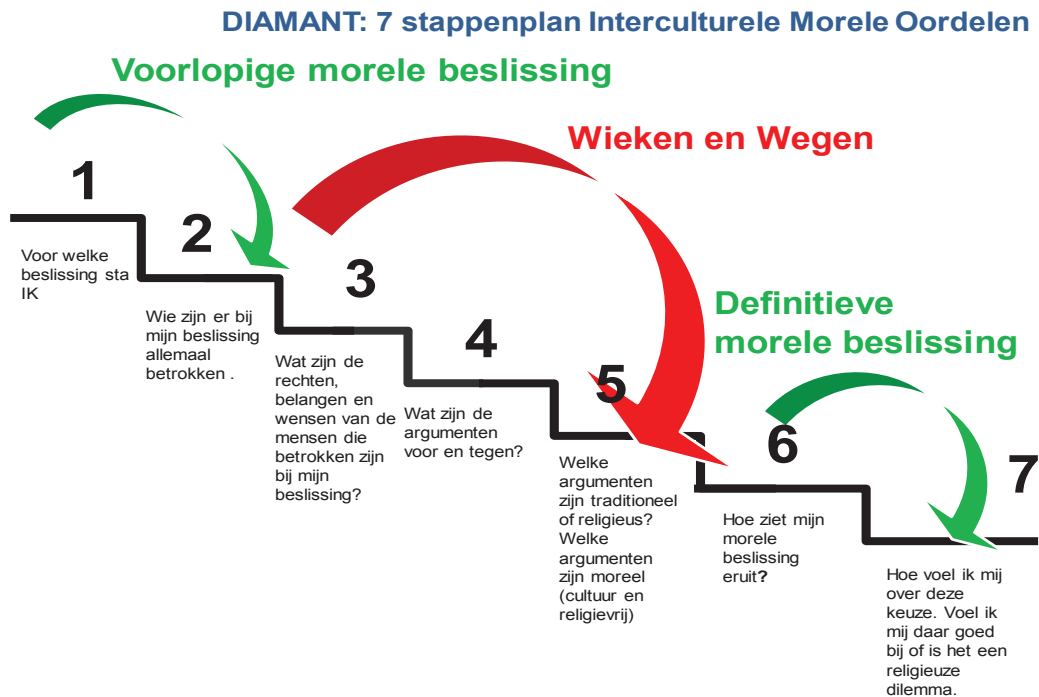 DIAMANT: 7 stappenplan Interculturele Morele Oordelen
Voorlopige morele beslissing
Wieken en Wegen
Definitieve
morele beslissing
1
Voor welke
beslissing sta
IK
2
Wie zijn er bij
mijn beslissing
allemaal
betrokken .
3
Wat zijn de
rechten,
belangen en
wensen van de
mensen die
betrokken zijn
bij mijn
beslissing?
4
Wat zijn de
argumenten
voor en tegen?
5
Welke
argumenten
zijn traditioneel
of religieus?
Welke
argumenten
zijn moreel
(cultuur en
religievrij)
6
Hoe ziet mijn
morele
beslissing
eruit?
7
Hoe voel ik mij
over deze
keuze. Voel ik
mij daar goed
bij of is het een
religieuze
dilemma.